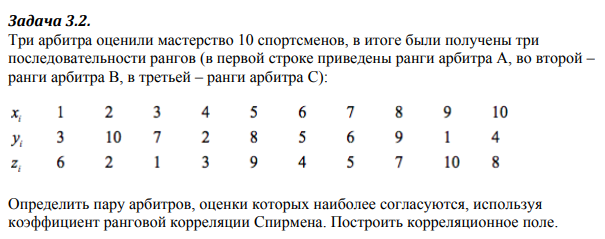 Задача 3.2.
Три арбитра оценили мастерство 10 спортсменов, в итоге были получены три
последовательности рангов (в первой строке приведены ранги арбитра А, во второй –
ранги арбитра В, в третьей – ранги арбитра С):
xᵢ 1 2 3 4 5 6 7 8 9 10
yᵢ 3 10 7 2 8 5 6 9 1 4
zᵢ 6 2 1 3 9 4 5 7 10 8
Определить пару арбитров, оценки которых наиболее согласуются, используя
коэффициент ранговой корреляции Спирмена. Построить корреляционное поле.